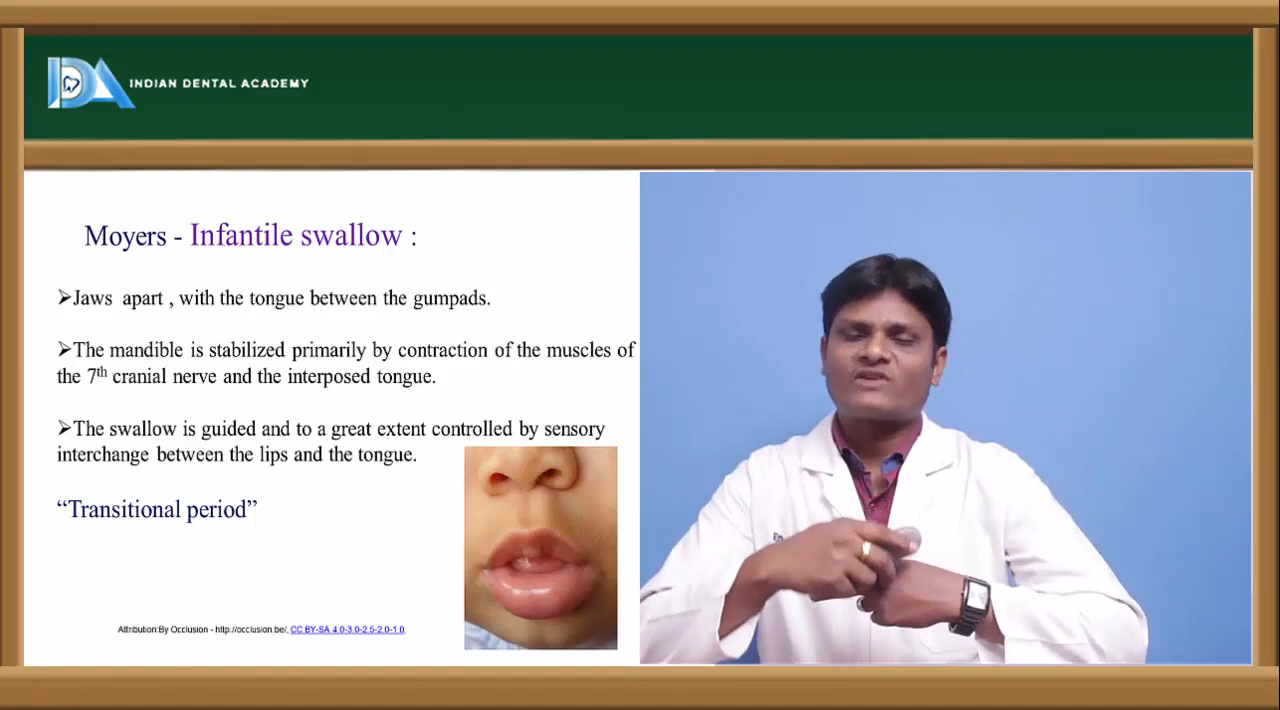 INDIAN DENTAL ACADEMY
Moyers - Infantile swallow :
➢Jaws apart , with the tongue between the gumpads.
➢The mandible is stabilized primarily by contraction of the muscles of
the 7th cranial nerve and the interposed tongue.
➢The swallow is guided and to a great extent controlled by sensory
interchange between the lips and the tongue.
“Transitional period”
Attribution:By Occlusion - http://occlusion.be/, CC BY-SA 4.0-3.0-2.5-2.0-1.0,